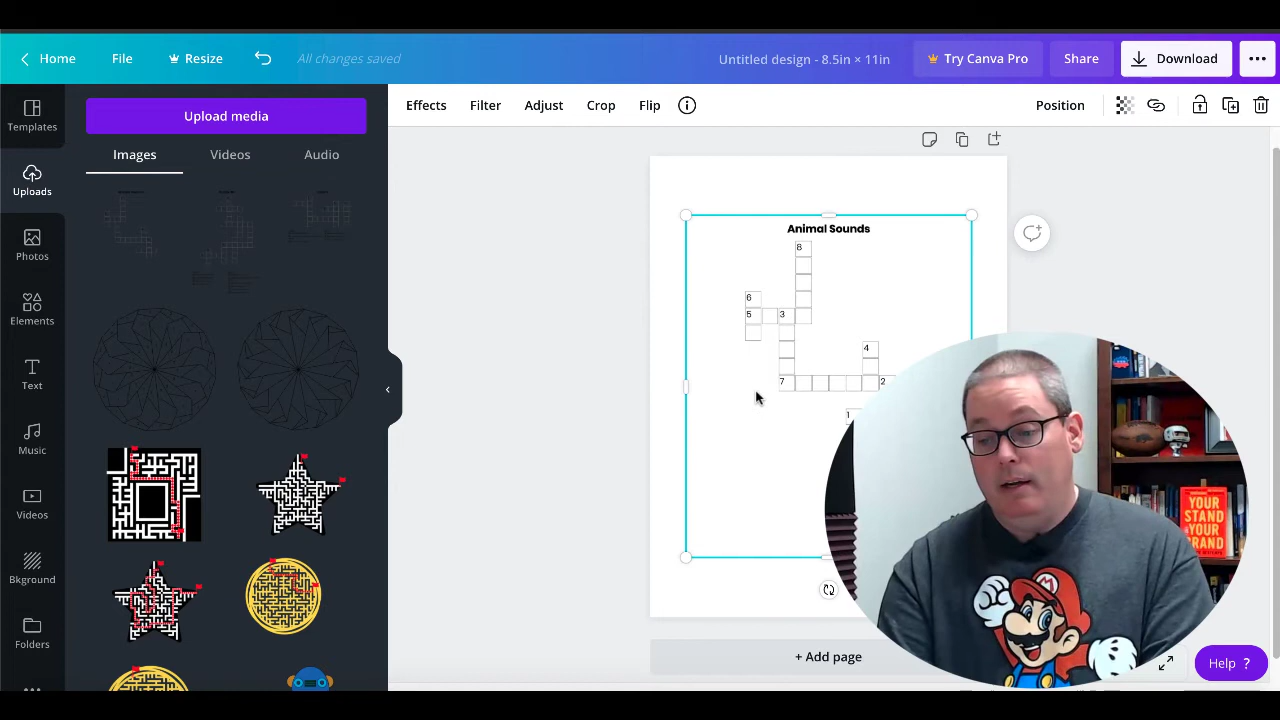 Home
File
Resize
All changes saved
Untitled design - 8.5in × 11in
Try Canva Pro
Share
Download
Templates
Uploads
Photos
Elements
Text
Music
Videos
Bkground
Folders
Upload media
Images
Videos
Audio
Effects
Filter
Adjust
Crop
Flip
Position
Animal Sounds
8
6
5
3
4
7
2
1
+ Add page
Help ?
YOUR
STAND
YOUR
BRAND